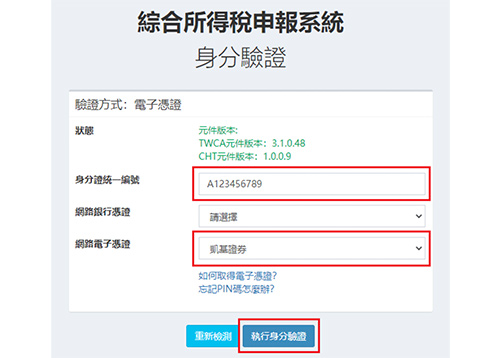 綜合所得稅申報系統
身分驗證
驗證方式：電子憑證
狀態
元件版本:
TWCA元件版本：3.1.0.48
CHT元件版本：1.0.0.9
身分證統一編號
A123456789
網路銀行憑證
請選擇
網路電子憑證
凱基證券
如何取得電子憑證?
忘記PIN碼怎麼辦?
重新檢測
執行身分驗證